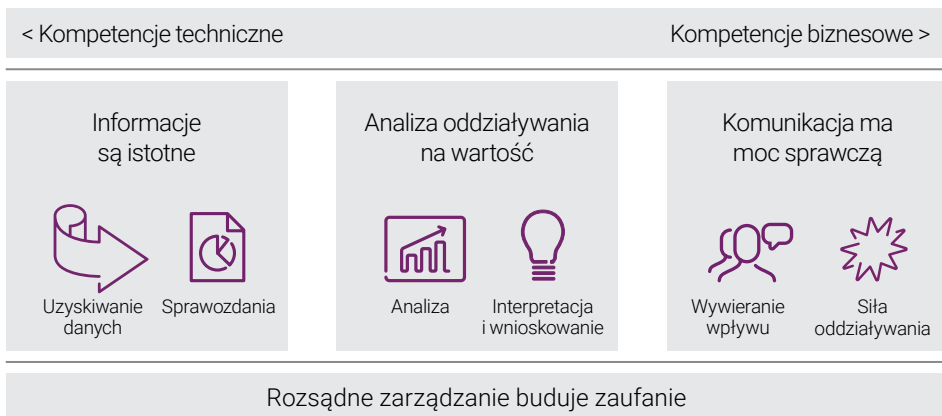 < Kompetencje techniczne
Kompetencje biznesowe >
Informacje
są istotne
Uzyskiwanie
danych
Sprawozdania
Analiza oddziaływania
na wartość
Analiza
Interpretacja
i wnioskowanie
Komunikacja ma
moc sprawczą
Wywieranie
wpływu
Siła
oddziaływania
Rozsądne zarządzanie buduje zaufanie